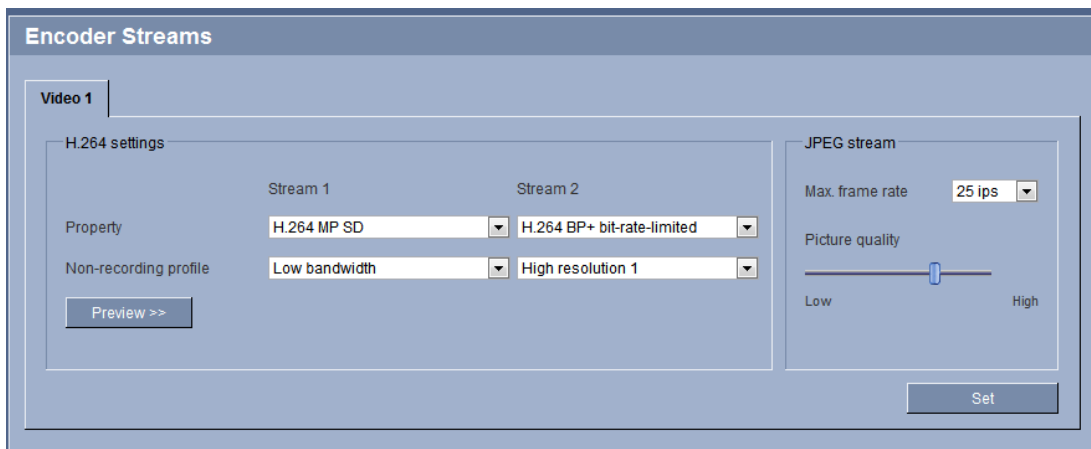 Encoder Streams
Video 1
H.264 settings
Stream 1 Stream 2
Property H.264 MP SD H.264 BP+ bit-rate-limited
Non-recording profile Low bandwidth High resolution 1
Preview >>
JPEG stream
Max. frame rate 25 ips
Picture quality
Low High
Set